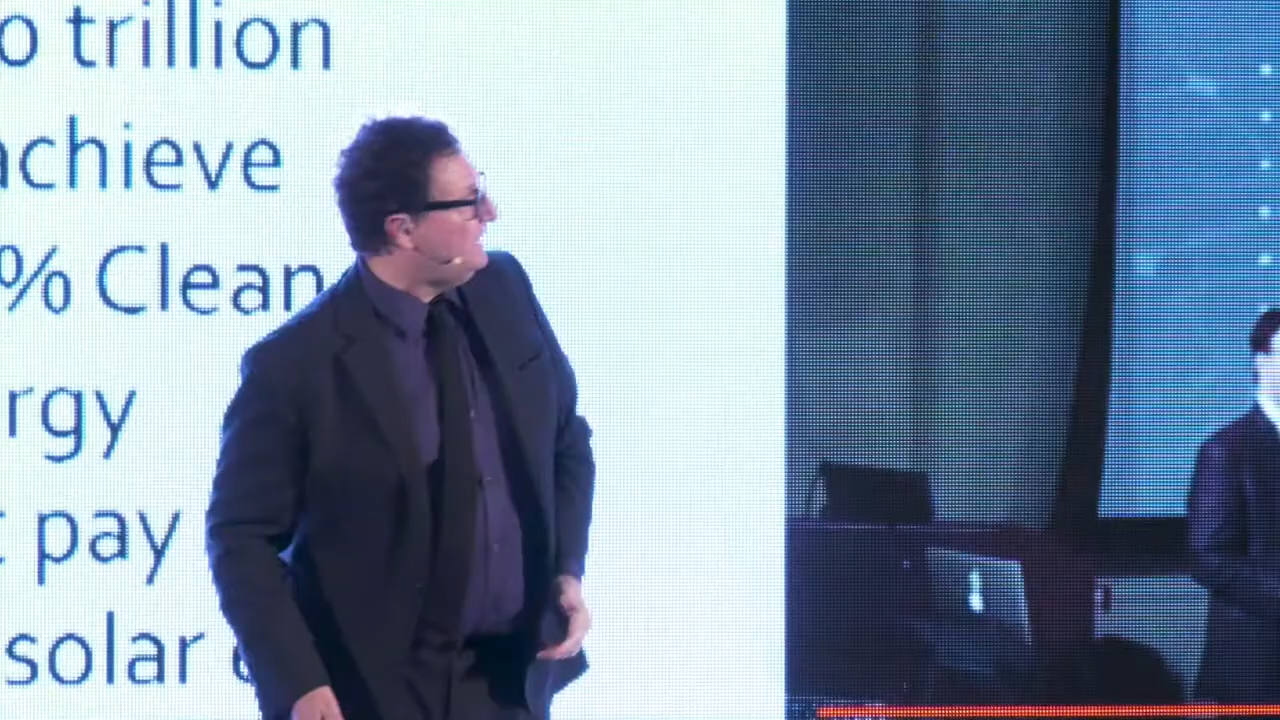 o trillion
achieve
% Clean
rgy
pay
solar